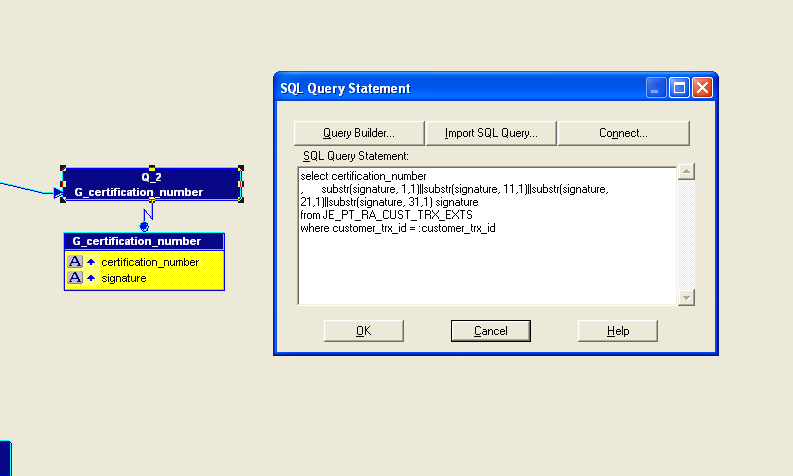 SQL Query Statement
Query Builder...
Import SQL Query...
Connect...
SQL Query Statement:
select certification_number
, substr(signature, 1,1)||substr(signature, 11,1)||substr(signature,
21,1)||substr(signature, 31,1) signature
from JE_PT_RA_CUST_TRX_EXTS
where customer_trx_id = :customer_trx_id
OK
Cancel
Help
Q_2
G_certification_number
G_certification_number
A certification_number
A signature